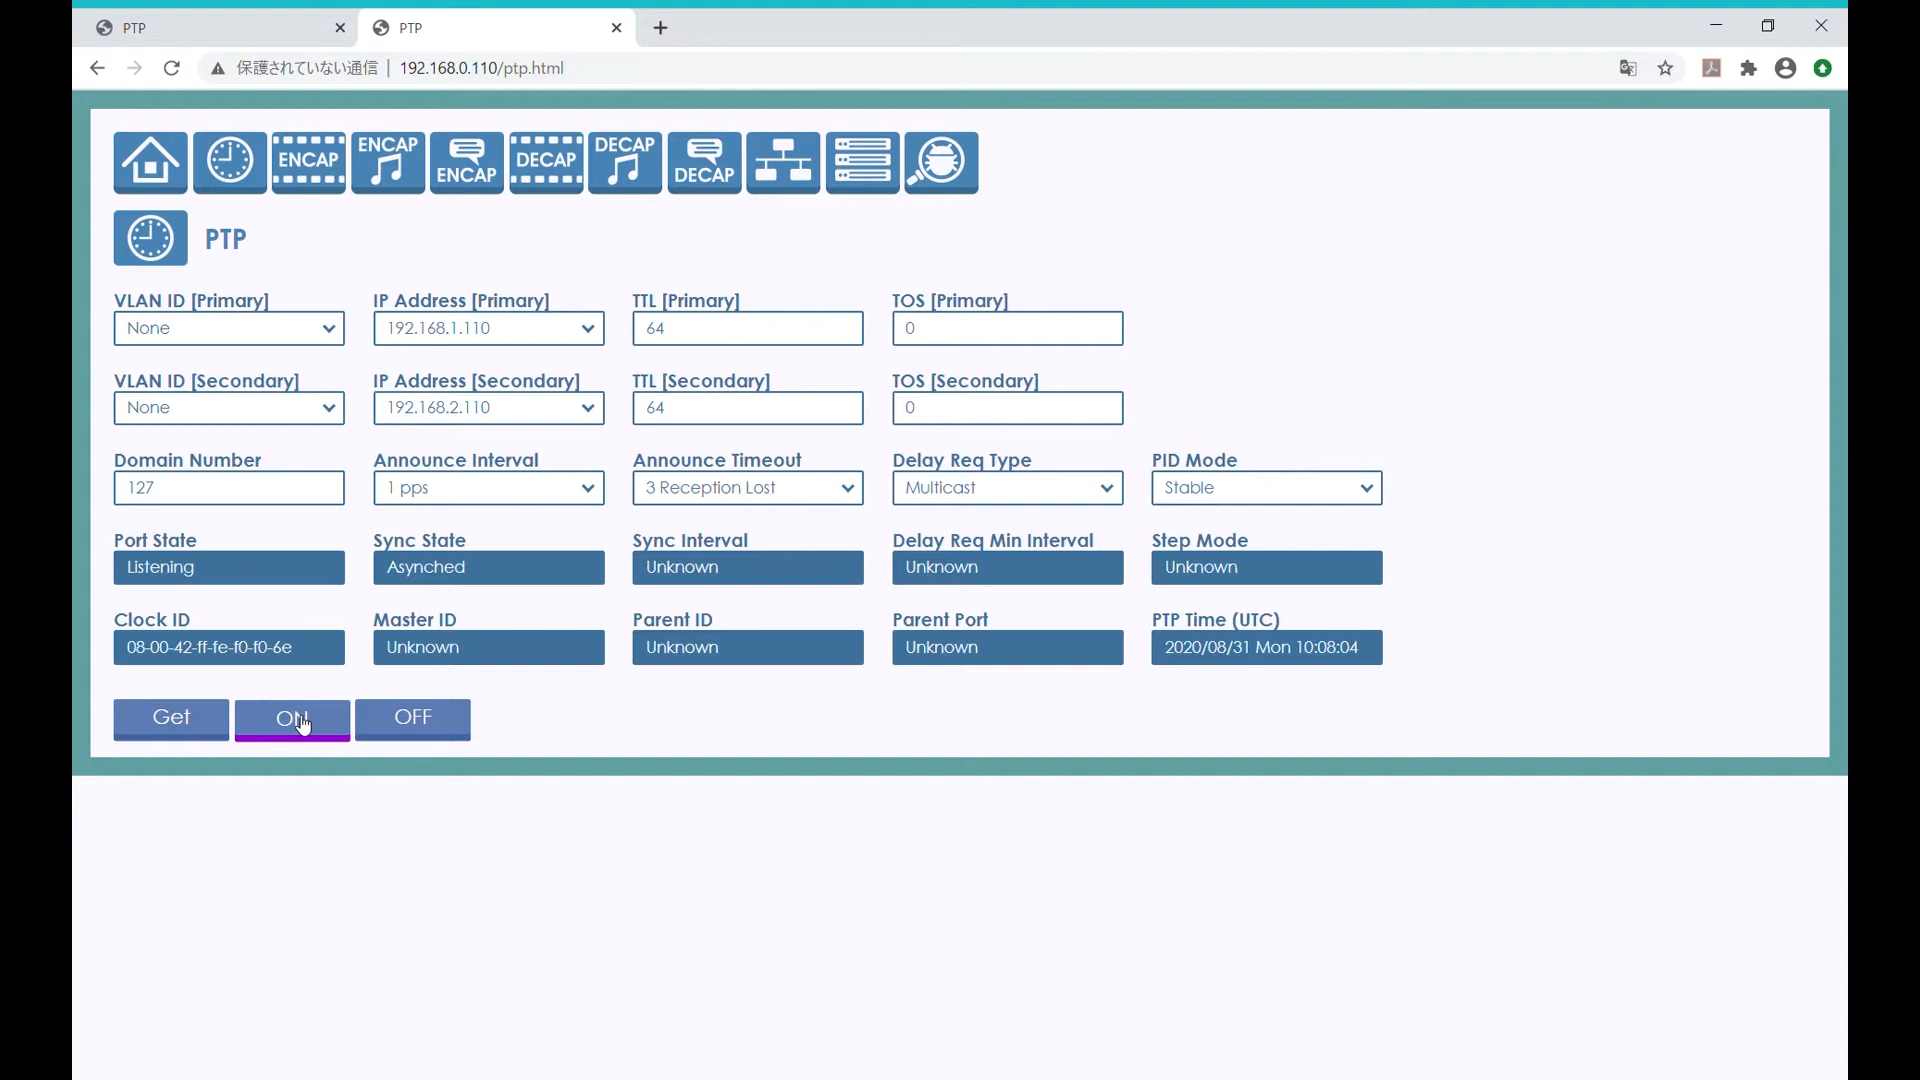 PTP
PTP
保護されていない通信 | 192.168.0.110/ptp.html
ENCAP ENCAP ENCAP DECAP DECAP DECAP
PTP
VLAN ID [Primary] IP Address [Primary] TTL [Primary] TOS [Primary]
None 192.168.1.110 64 0
VLAN ID [Secondary] IP Address [Secondary] TTL [Secondary] TOS [Secondary]
None 192.168.2.110 64 0
Domain Number Announce Interval Announce Timeout Delay Req Type PID Mode
127 1 pps 3 Reception Lost Multicast Stable
Port State Sync State Sync Interval Delay Req Min Interval Step Mode
Listening Asynched Unknown Unknown Unknown
Clock ID Master ID Parent ID Parent Port PTP Time (UTC)
08-00-42-ff-fe-f0-f0-6e Unknown Unknown Unknown 2020/08/31 Mon 10:08:04
Get ON OFF